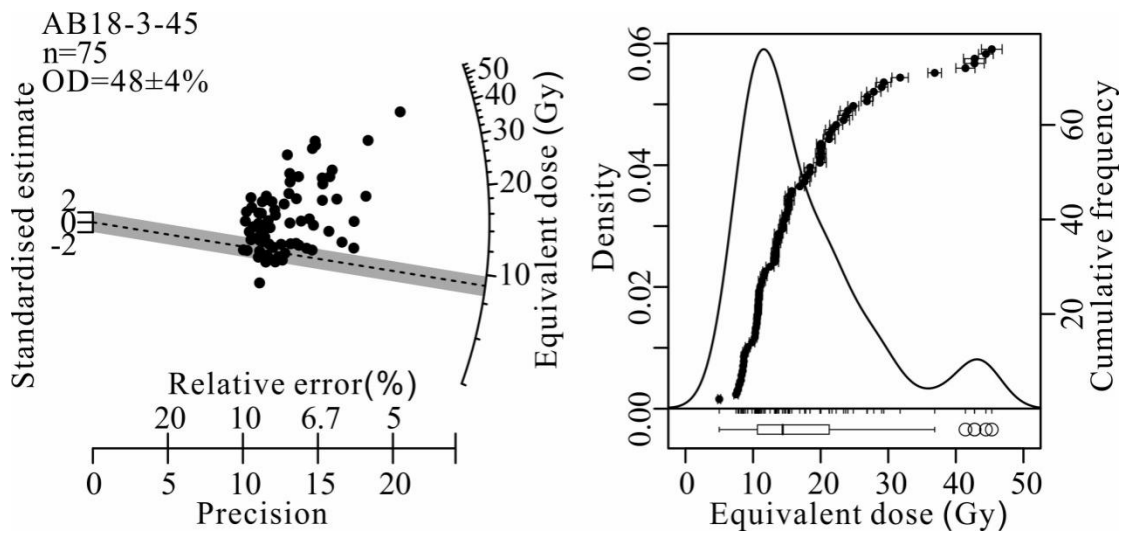 AB18-3-45
n=75
OD=48±4%
Standardised estimate
2
0
-2
50
40
30
20
10
Equivalent dose (Gy)
Relative error(%)
20 10 6.7 5
0 5 10 15 20
Precision
0.06
0.04
0.02
0.00
Density
60
40
20
Cumulative frequency
0 10 20 30 40 50
Equivalent dose (Gy)